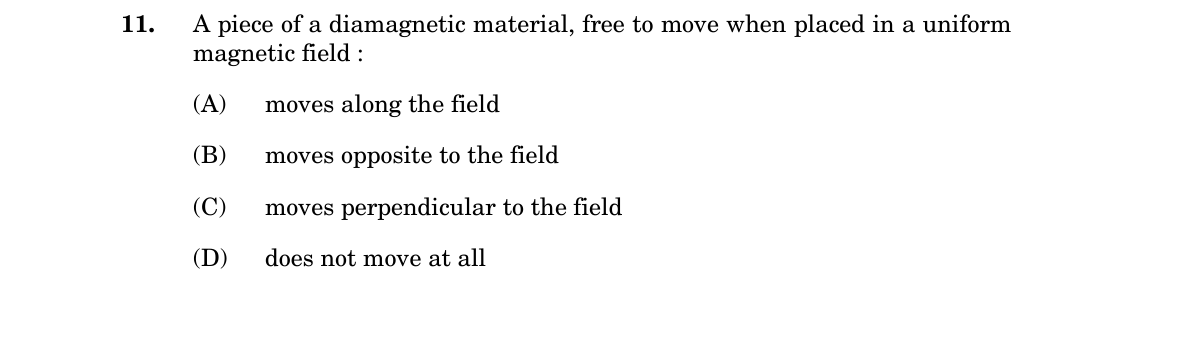 11. A piece of a diamagnetic material, free to move when placed in a uniform
magnetic field :
(A) moves along the field
(B) moves opposite to the field
(C) moves perpendicular to the field
(D) does not move at all